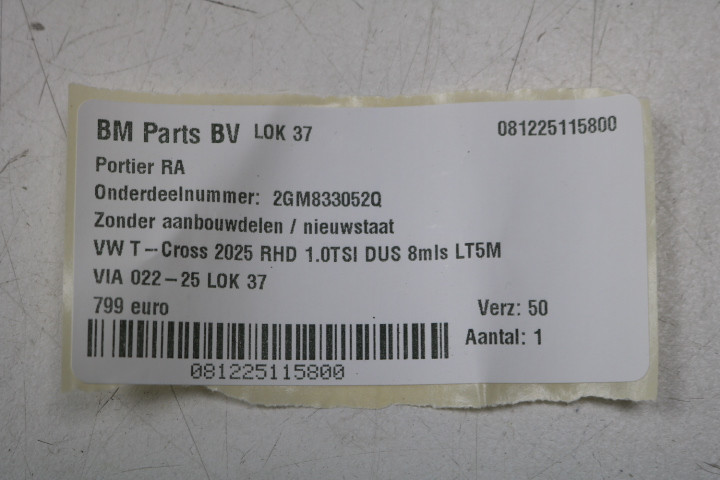 BM Parts BV LOK 37 081225115800
Portier RA
Onderdeelnummer: 2GM833052Q
Zonder aanbouwdelen / nieuwstaat
VW T-Cross 2025 RHD 1.0TSI DUS 8mls LT5M
VIA 022-25 LOK 37
799 euro Verz: 50
Aantal: 1
081225115800